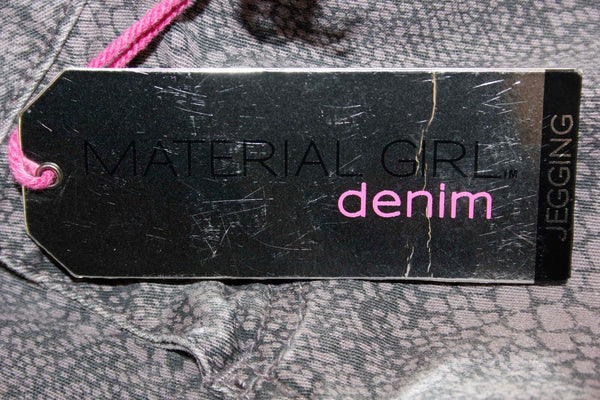 MATERIAL GIRL™
denim
JEGGING